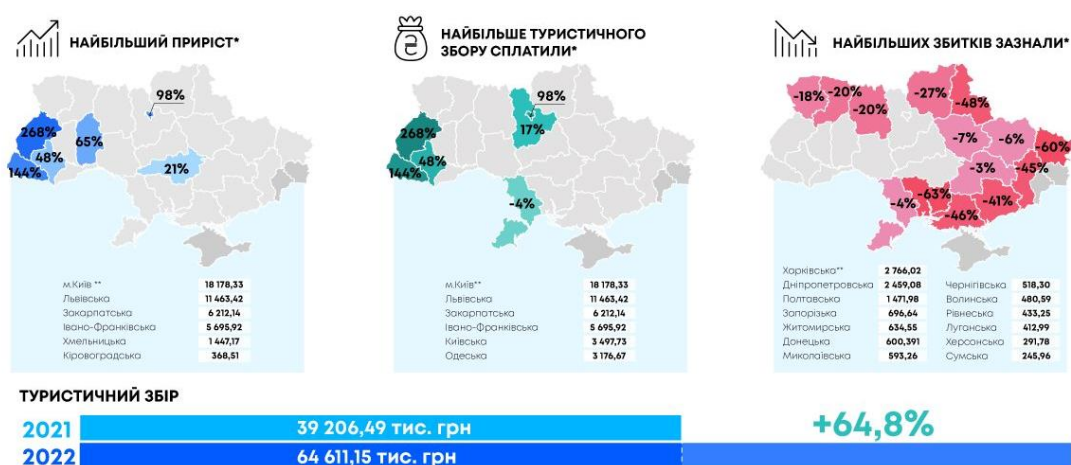 НАЙБІЛЬШИЙ ПРИРІСТ*
98%
268%
65%
48%
144%
21%
м.Київ ** 18 178,33
Львівська 11 463,42
Закарпатська 6 212,14
Івано-Франківська 5 695,92
Хмельницька 1 447,17
Кіровоградська 368,51
НАЙБІЛЬШЕ ТУРИСТИЧНОГО
ЗБОРУ СПЛАТИЛИ*
98%
268%
17%
48%
144%
-4%
м.Київ** 18 178,33
Львівська 11 463,42
Закарпатська 6 212,14
Івано-Франківська 5 695,92
Київська 3 497,73
Одеська 3 176,67
НАЙБІЛЬШИХ ЗБИТКІВ ЗАЗНАЛИ*
-18%
-20%
-20%
-27%
-48%
-7%
-6%
-60%
-3%
-45%
-63%
-4%
-41%
-46%
Харківська** 2 766,02
Дніпропетровська 2 459,08
Полтавська 1 471,98
Запорізька 696,64
Житомирська 634,55
Донецька 600,391
Миколаївська 593,26
Чернігівська 518,30
Волинська 480,59
Рівнеська 433,25
Луганська 412,99
Херсонська 291,78
Сумська 245,96
ТУРИСТИЧНИЙ ЗБІР
2021 39 206,49 тис. грн
+64,8%
2022 64 611,15 тис. грн